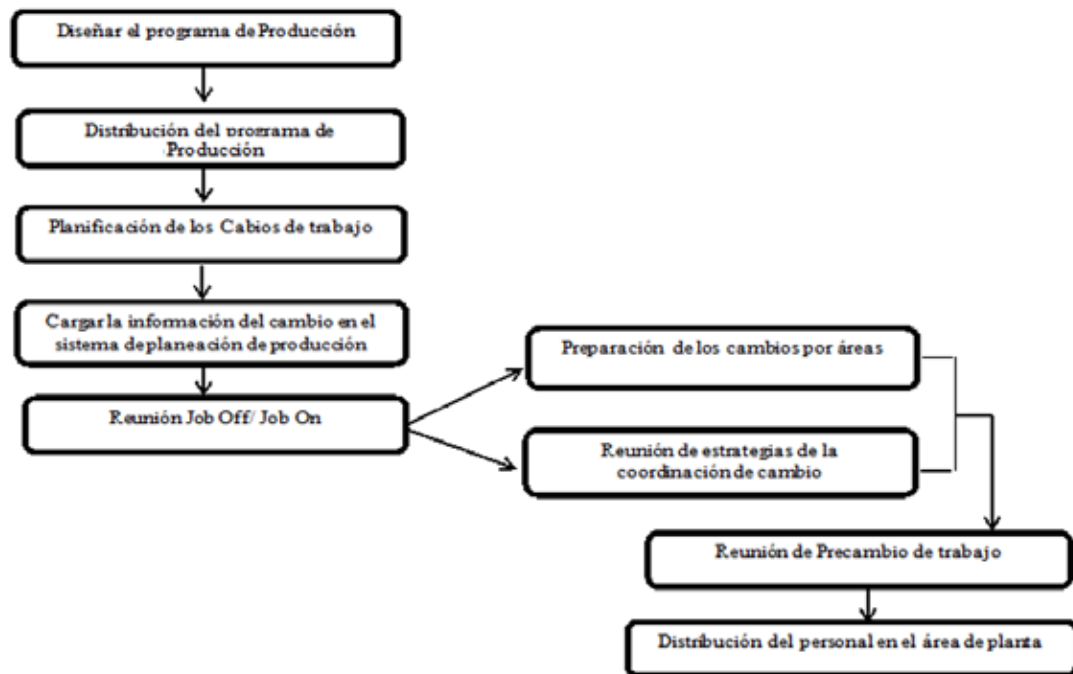 Diseñar el programa de Producción
Distribución del programa de
Producción
Planificación de los Cabios de trabajo
Cargar la información del cambio en el
sistema de planeación de producción
Reunión Job Off/ Job On
Preparación de los cambios por áreas
Reunión de estrategias de la
coordinación de cambio
Reunión de Precambio de trabajo
Distribución del personal en el área de planta